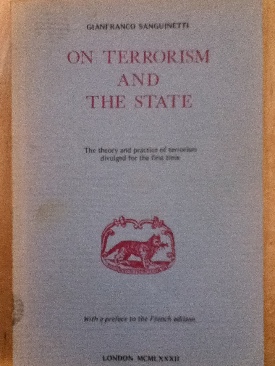 GIANFRANCO SANGUINETTI
ON TERRORISM
AND
THE STATE
The theory and practice of terrorism
divulged for the first time
With a preface to the French edition
LONDON MCMLXXXII